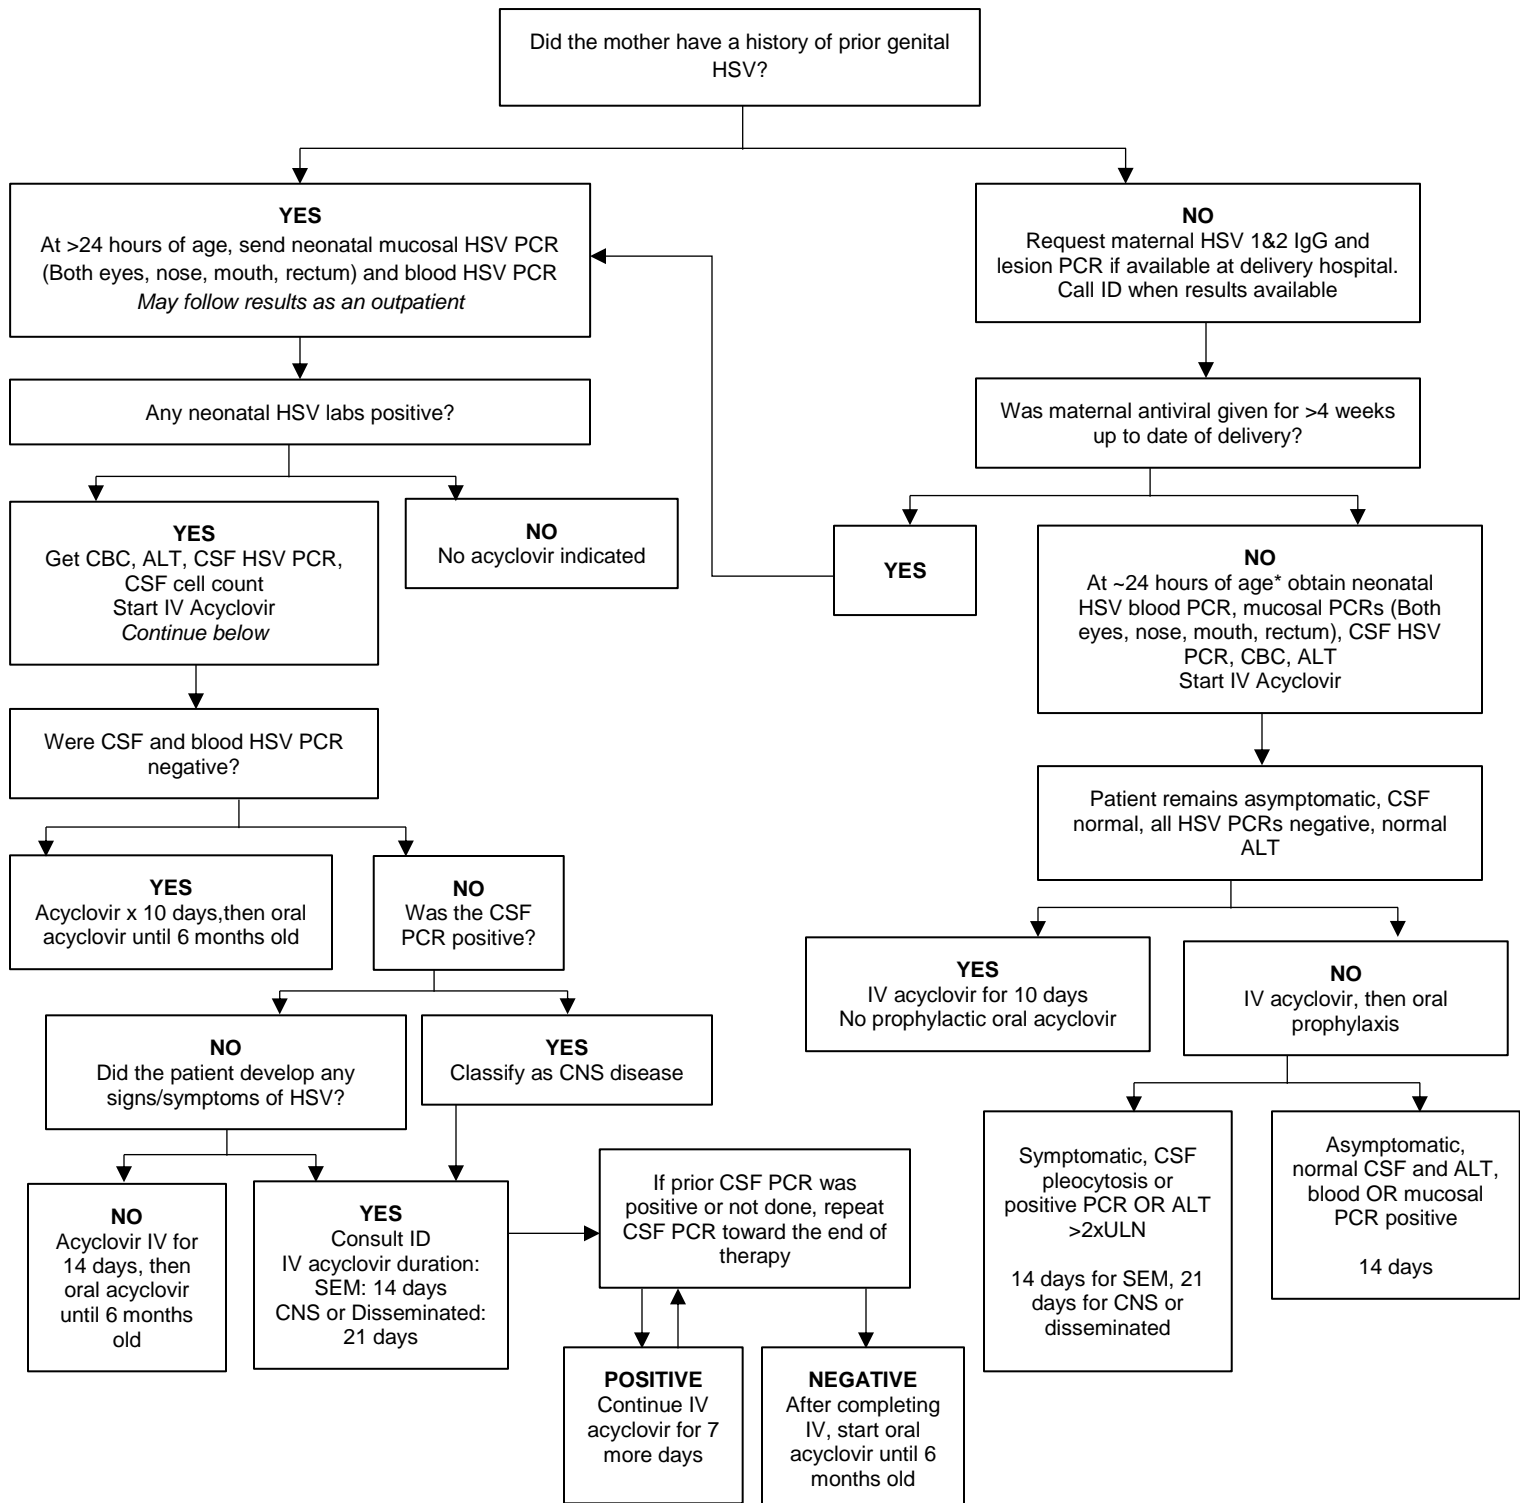 Did the mother have a history of prior genital
HSV?
YES
At >24 hours of age, send neonatal mucosal HSV PCR
(Both eyes, nose, mouth, rectum) and blood HSV PCR
May follow results as an outpatient
NO
Request maternal HSV 1&2 IgG and
lesion PCR if available at delivery hospital.
Call ID when results available
Any neonatal HSV labs positive?
Was maternal antiviral given for >4 weeks
up to date of delivery?
YES
Get CBC, ALT, CSF HSV PCR,
CSF cell count
Start IV Acyclovir
Continue below
NO
No acyclovir indicated
YES
NO
At ~24 hours of age* obtain neonatal
HSV blood PCR, mucosal PCRs (Both
eyes, nose, mouth, rectum), CSF HSV
PCR, CBC, ALT
Start IV Acyclovir
Were CSF and blood HSV PCR
negative?
Patient remains asymptomatic, CSF
normal, all HSV PCRs negative, normal
ALT
YES
Acyclovir x 10 days,then oral
acyclovir until 6 months old
NO
Was the CSF
PCR positive?
YES
IV acyclovir for 10 days
No prophylactic oral acyclovir
NO
IV acyclovir, then oral
prophylaxis
NO
Did the patient develop any
signs/symptoms of HSV?
YES
Classify as CNS disease
Symptomatic, CSF
pleocytosis or
positive PCR OR ALT
>2xULN
14 days for SEM, 21
days for CNS or
disseminated
Asymptomatic,
normal CSF and ALT,
blood OR mucosal
PCR positive
14 days
NO
Acyclovir IV for
14 days, then
oral acyclovir
until 6 months
old
YES
Consult ID
IV acyclovir duration:
SEM: 14 days
CNS or Disseminated:
21 days
If prior CSF PCR was
positive or not done, repeat
CSF PCR toward the end of
therapy
POSITIVE
Continue IV
acyclovir for 7
more days
NEGATIVE
After completing
IV, start oral
acyclovir until 6
months old